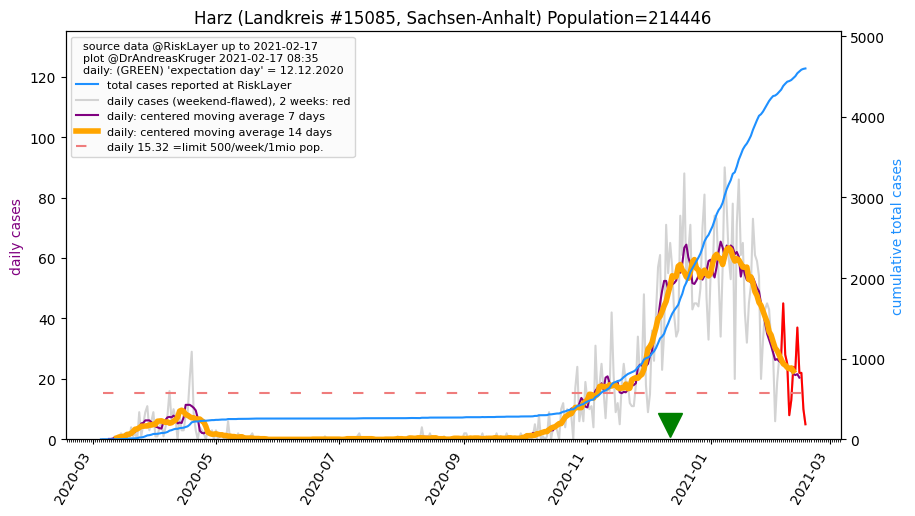 Harz (Landkreis #15085, Sachsen-Anhalt) Population=214446
source data @RiskLayer up to 2021-02-17
plot @DrAndreasKruger 2021-02-17 08:35
daily: (GREEN) 'expectation day' = 12.12.2020
total cases reported at RiskLayer
daily cases (weekend-flawed), 2 weeks: red
daily: centered moving average 7 days
daily: centered moving average 14 days
daily 15.32 =limit 500/week/1mio pop.
daily cases
120
100
80
60
40
20
0
5000
4000
3000
2000
1000
0
cumulative total cases
2020-03
2020-05
2020-07
2020-09
2020-11
2021-01
2021-03